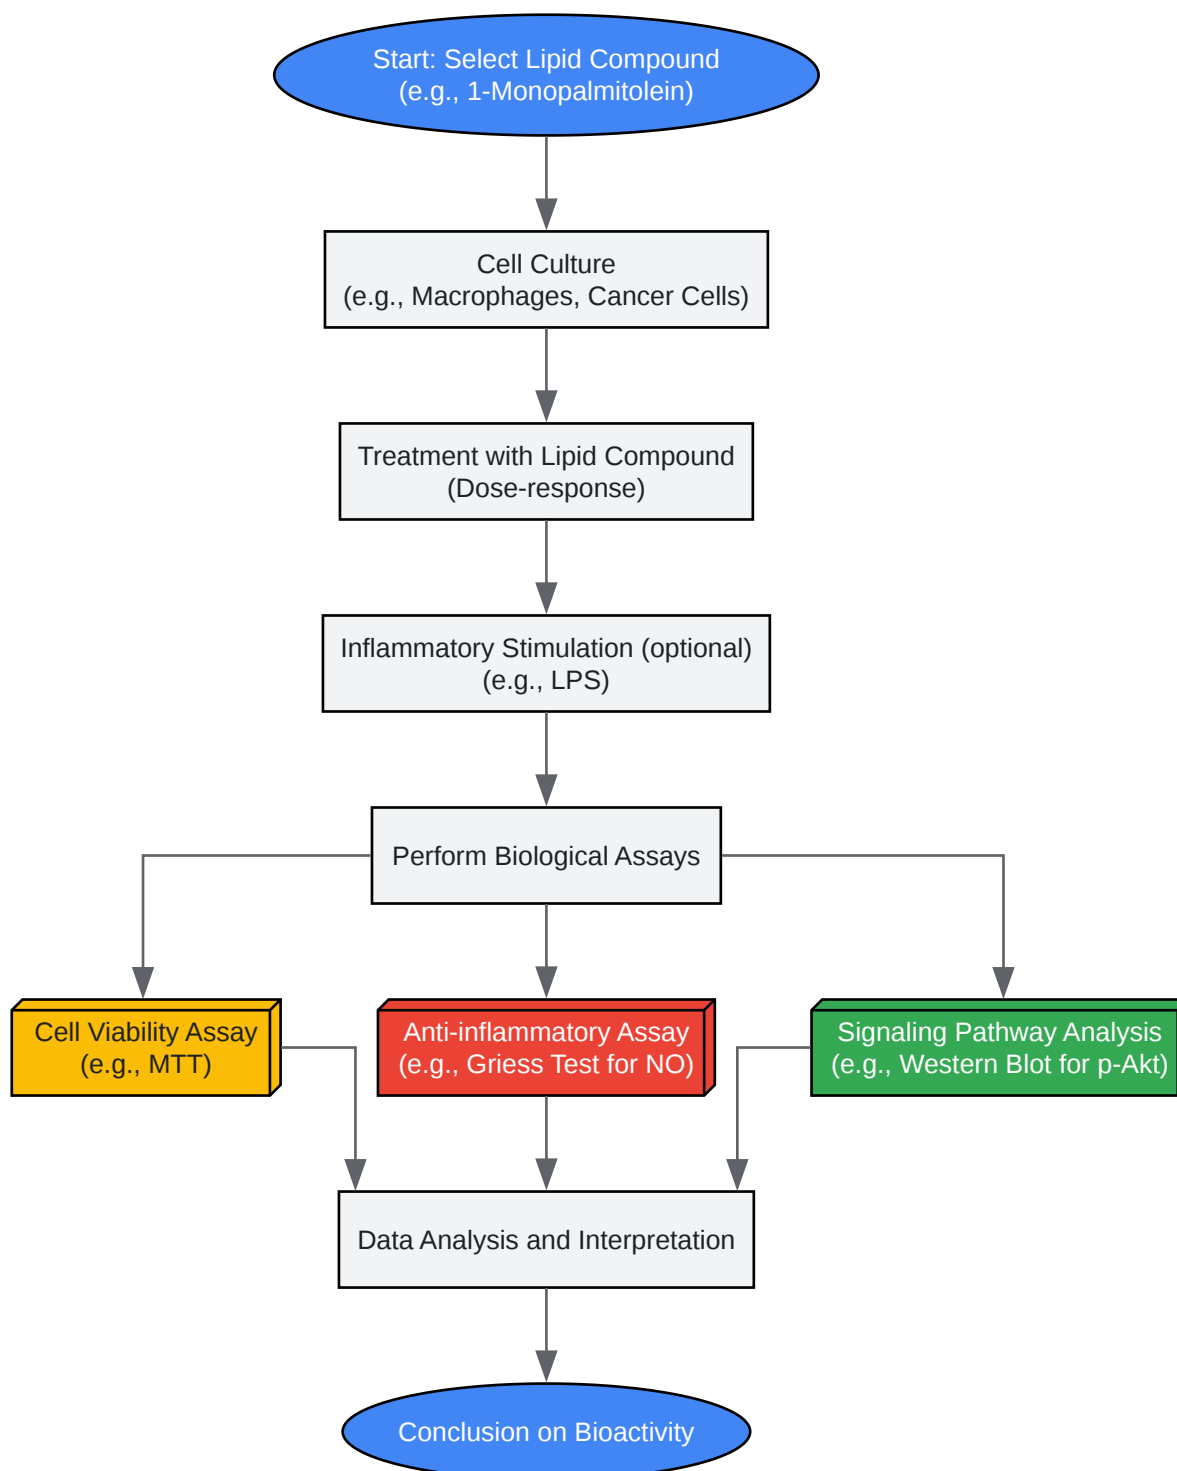 Start: Select Lipid Compound
(e.g., 1-Monopalmitolein)
Cell Culture
(e.g., Macrophages, Cancer Cells)
Treatment with Lipid Compound
(Dose-response)
Inflammatory Stimulation (optional)
(e.g., LPS)
Perform Biological Assays
Cell Viability Assay
(e.g., MTT)
Anti-inflammatory Assay
(e.g., Griess Test for NO)
Signaling Pathway Analysis
(e.g., Western Blot for p-Akt)
Data Analysis and Interpretation
Conclusion on Bioactivity